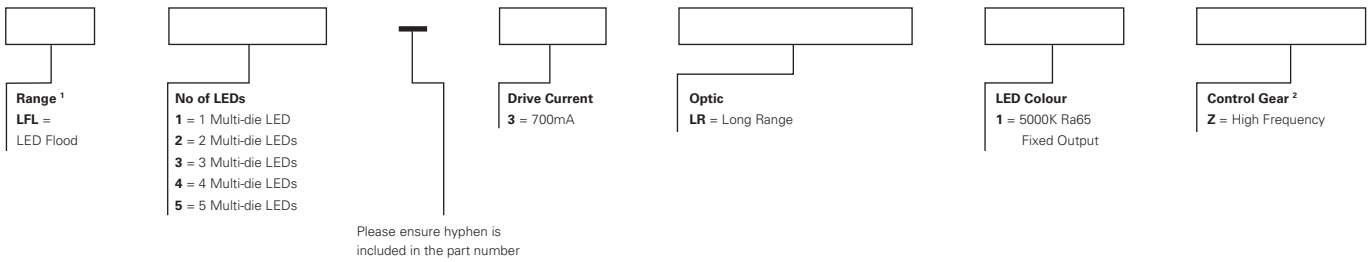 Range ¹
LFL =
LED Flood
No of LEDs
1 = 1 Multi-die LED
2 = 2 Multi-die LEDs
3 = 3 Multi-die LEDs
4 = 4 Multi-die LEDs
5 = 5 Multi-die LEDs
Please ensure hyphen is
included in the part number
Drive Current
3 = 700mA
Optic
LR = Long Range
LED Colour
1 = 5000K Ra65
Fixed Output
Control Gear ²
Z = High Frequency